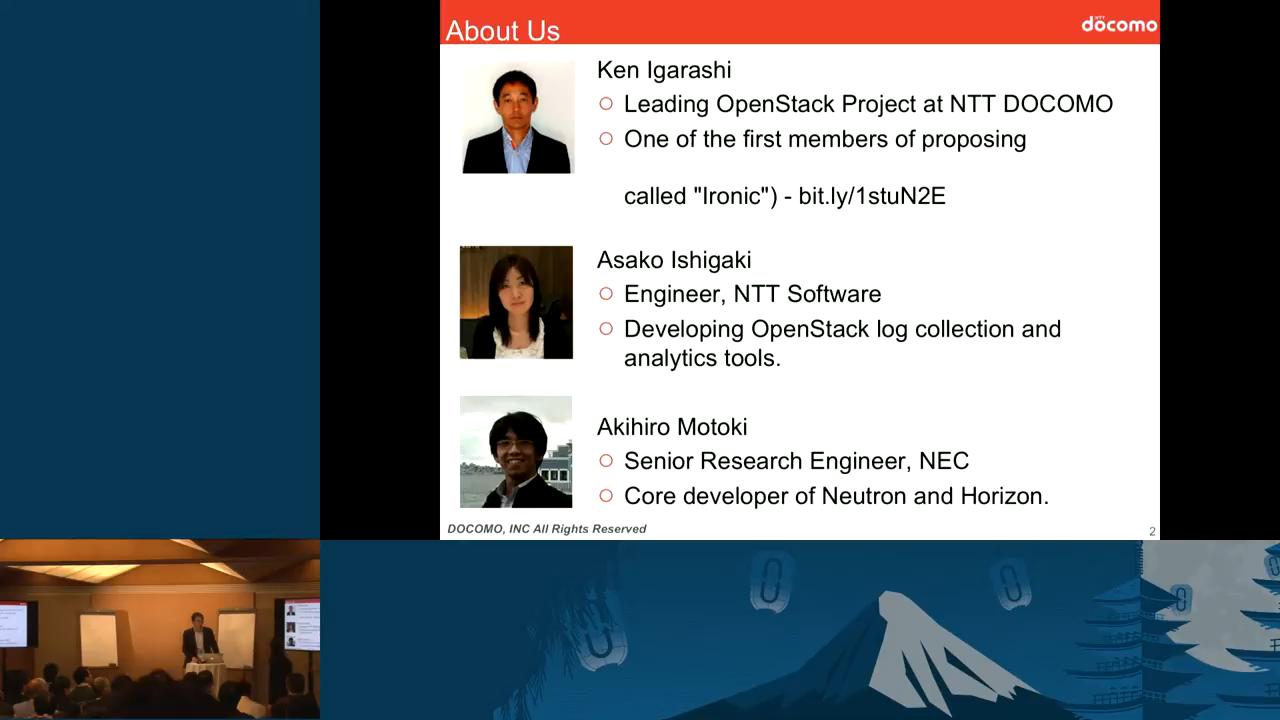 About Us
NTT
döcomo
Ken Igarashi
Leading OpenStack Project at NTT DOCOMO
One of the first members of proposing
called "Ironic") - bit.ly/1stuN2E
Asako Ishigaki
Engineer, NTT Software
Developing OpenStack log collection and
analytics tools.
Akihiro Motoki
Senior Research Engineer, NEC
Core developer of Neutron and Horizon.
DOCOMO, INC All Rights Reserved
2